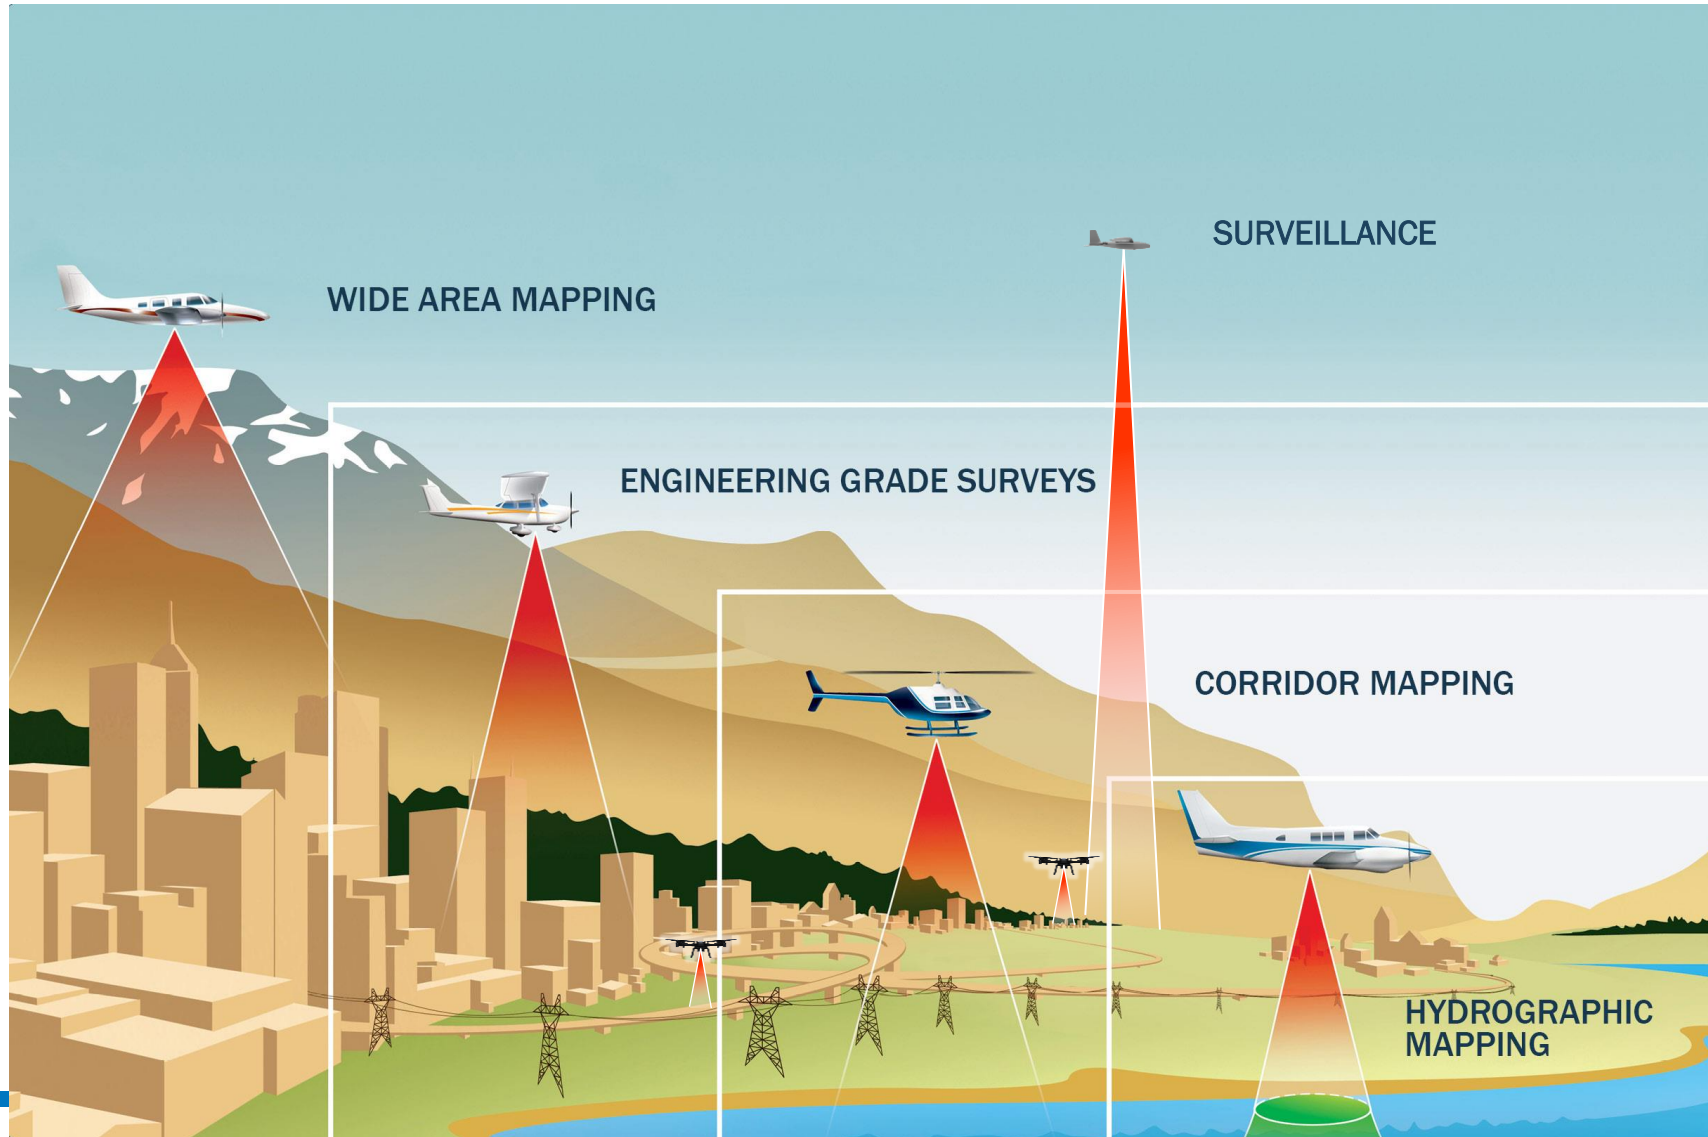 SURVEILLANCE
WIDE AREA MAPPING
ENGINEERING GRADE SURVEYS
CORRIDOR MAPPING
HYDROGRAPHIC
MAPPING